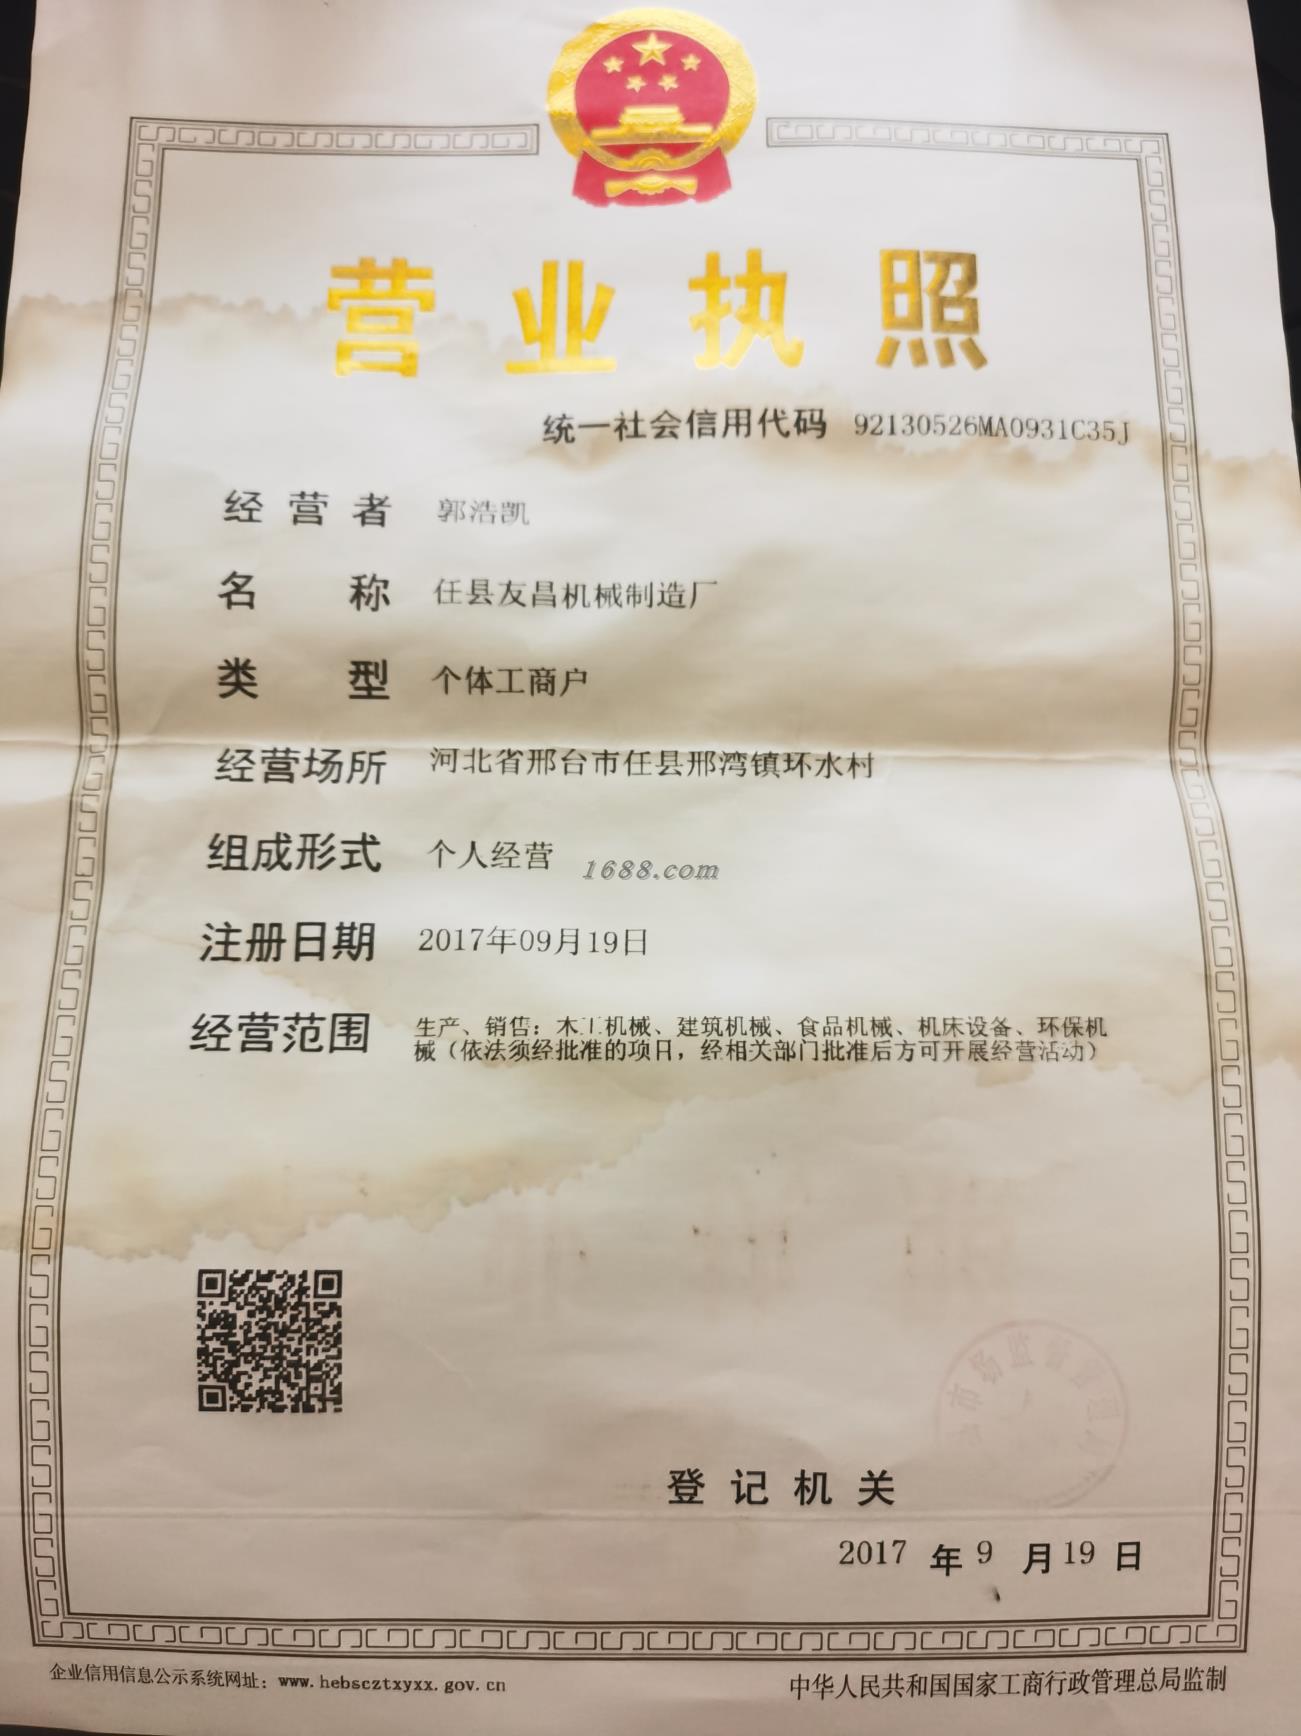 营业执照
统一社会信用代码 92130526MA0931C35J
经营者 郭浩凯
名称 任县友昌机械制造厂
类型 个体工商户
经营场所 河北省邢台市任县邢湾镇环水村
组成形式 个人经营
1688.com
注册日期 2017年09月19日
经营范围 生产、销售：木工机械、建筑机械、食品机械、机床设备、环保机
械（依法须经批准的项目，经相关部门批准后方可开展经营活动）
市场监督管理
登记机关
2017 年 9 月 19 日
企业信用信息公示系统网址：www.hebscztxyxx.gov.cn
中华人民共和国国家工商行政管理总局监制